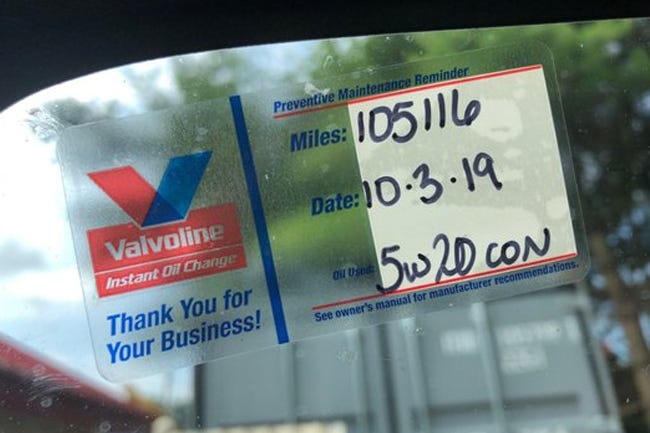 Valvoline
Instant Oil Change
Thank You for
Your Business!
Preventive Maintenance Reminder
Miles: 105116
Date: 10·3·19
Oil Used: 5W20 CON
See owner's manual for manufacturer recommendations.